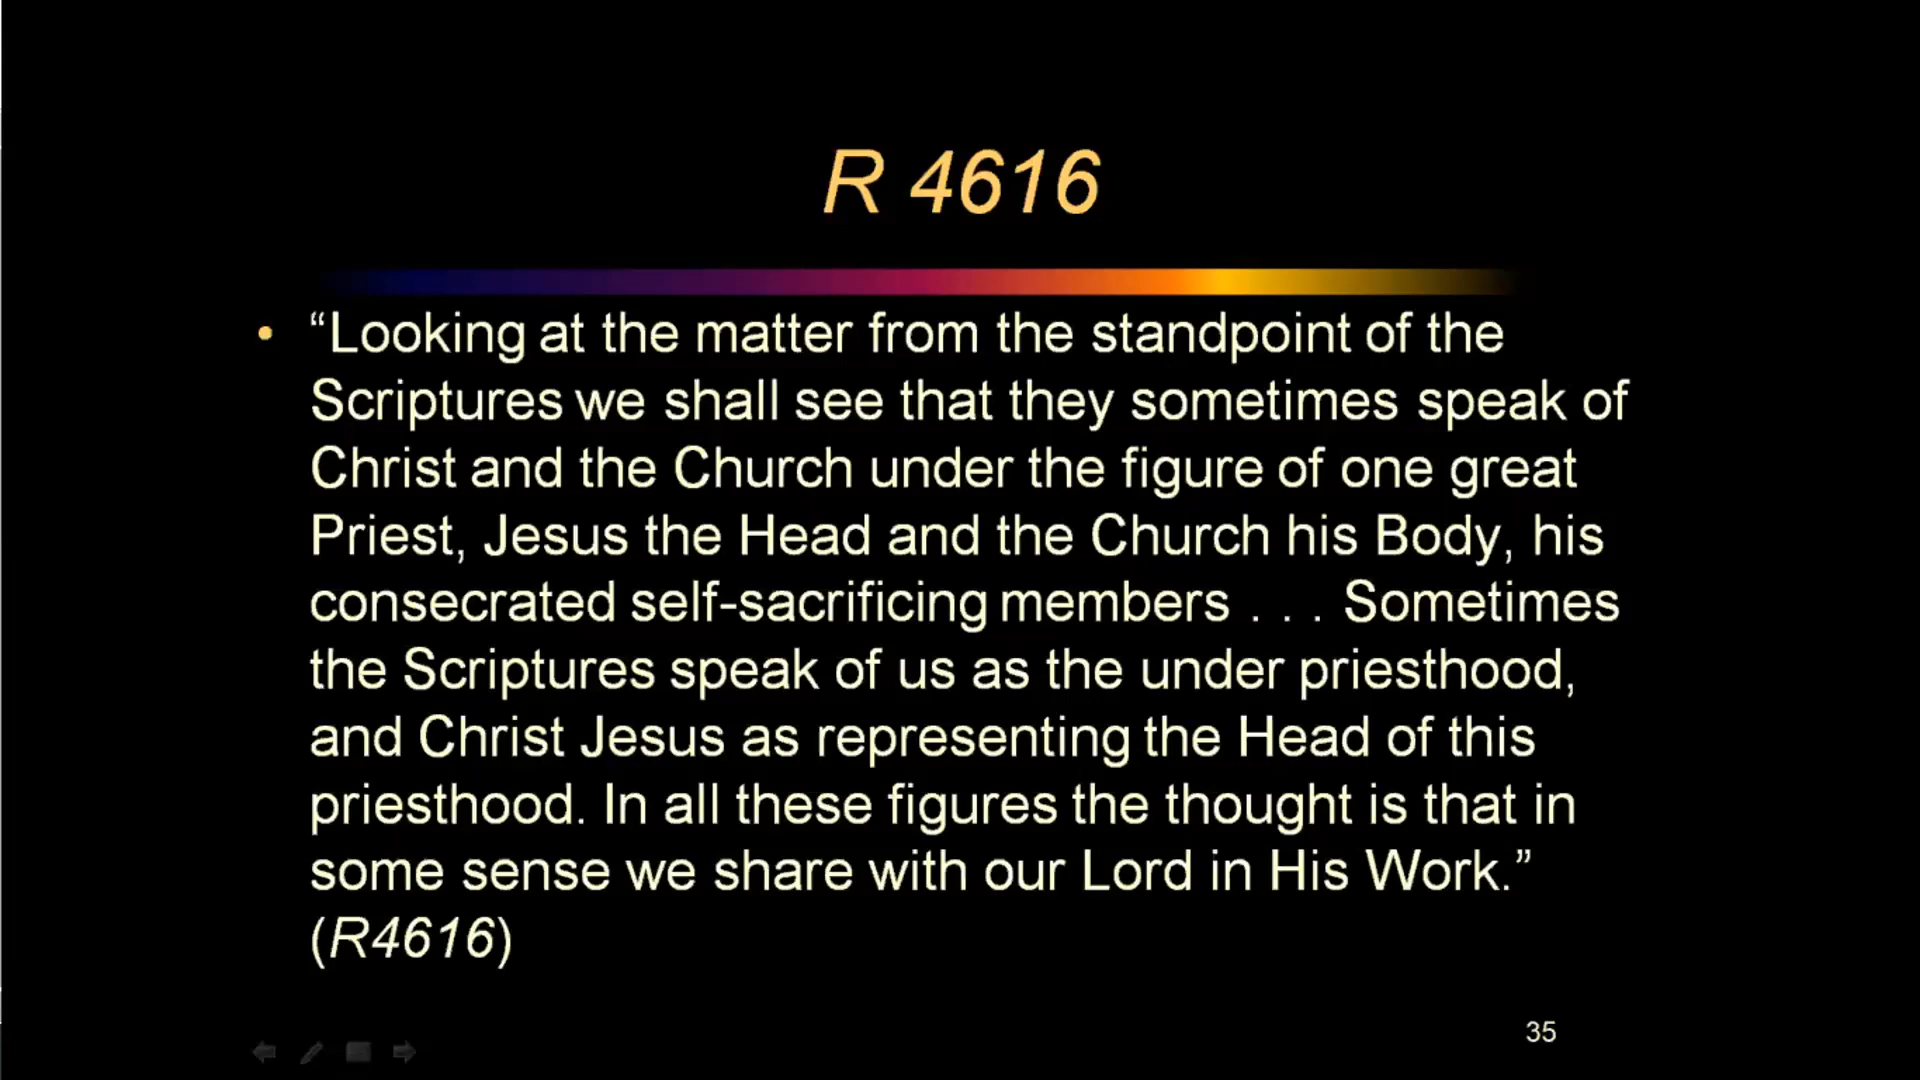 R 4616
• “Looking at the matter from the standpoint of the
Scriptures we shall see that they sometimes speak of
Christ and the Church under the figure of one great
Priest, Jesus the Head and the Church his Body, his
consecrated self-sacrificing members . . . Sometimes
the Scriptures speak of us as the under priesthood,
and Christ Jesus as representing the Head of this
priesthood. In all these figures the thought is that in
some sense we share with our Lord in His Work.”
(R4616)
35